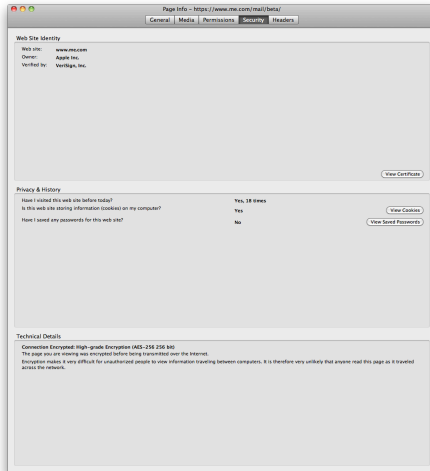 Page Info – https://www.me.com/mail/beta/
General Media Permissions Security Headers
Web Site Identity
Web site: www.me.com
Owner: Apple Inc.
Verified by: VeriSign, Inc.
View Certificate
Privacy & History
Have I visited this web site before today? Yes, 18 times
Is this web site storing information (cookies) on my computer? Yes View Cookies
Have I saved any passwords for this web site? No View Saved Passwords
Technical Details
Connection Encrypted: High-grade Encryption (AES-256 256 bit)
The page you are viewing was encrypted before being transmitted over the Internet.
Encryption makes it very difficult for unauthorized people to view information traveling between computers. It is therefore very unlikely that anyone read this page as it traveled
across the network.